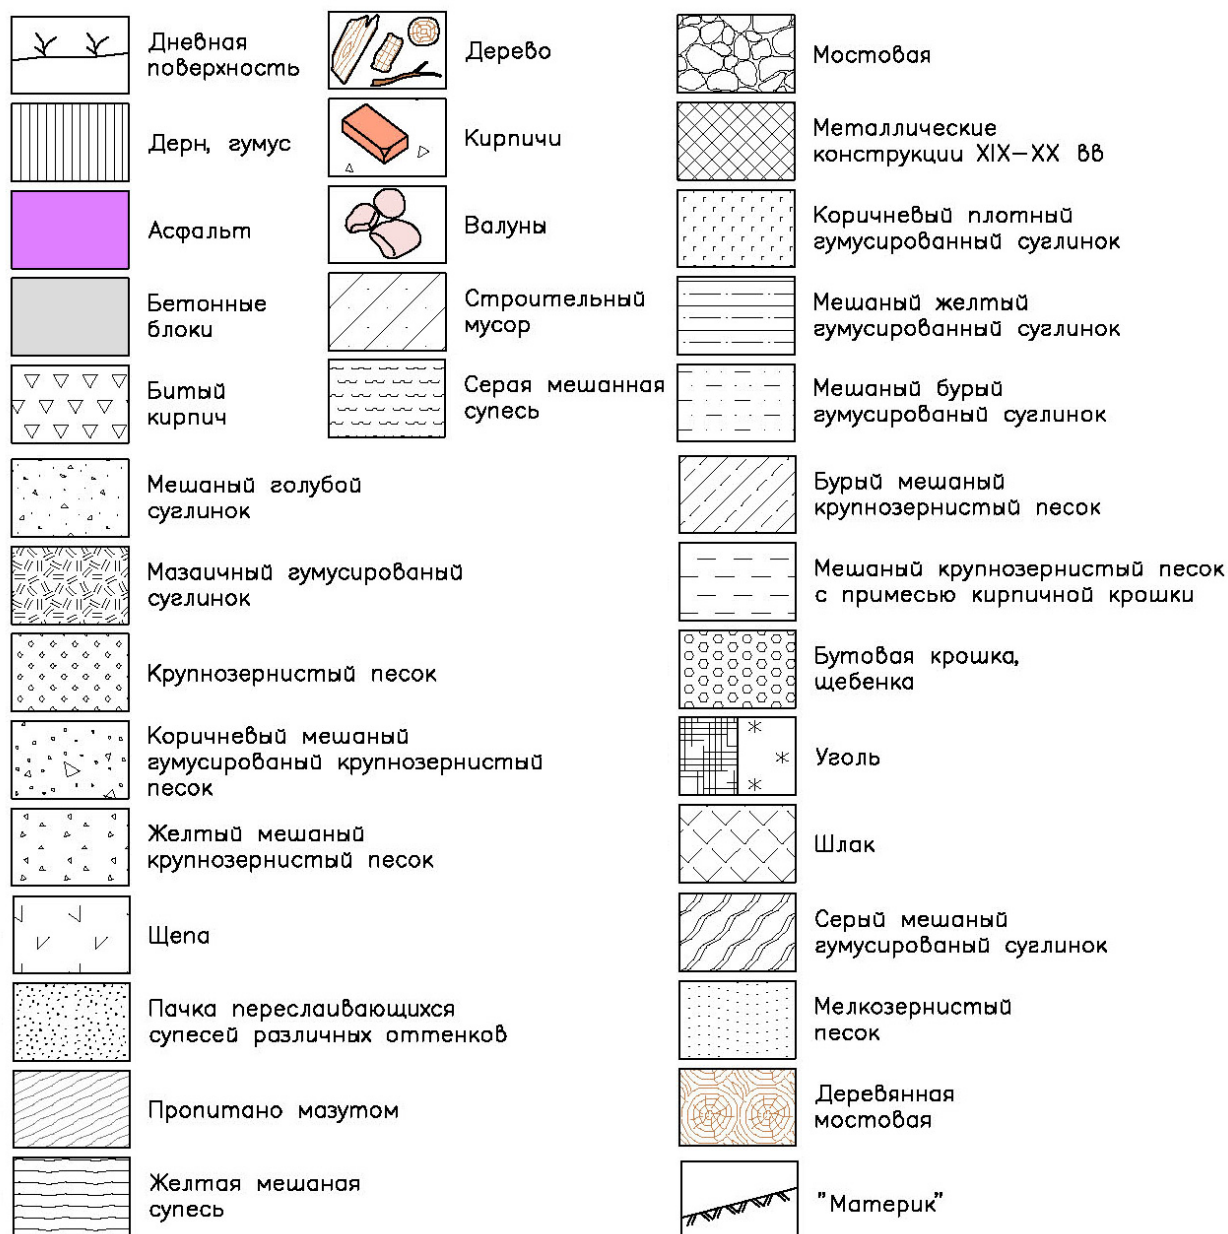 Дневная
поверхность
Дерн, гумус
Асфальт
Бетонные
блоки
Битый
кирпич
Мешаный голубой
суглинок
Мазаичный гумусированый
суглинок
Крупнозернистый песок
Коричневый мешаный
гумусированый крупнозернистый
песок
Желтый мешаный
крупнозернистый песок
Щепа
Пачка переслаивающихся
супесей различных оттенков
Пропитано мазутом
Желтая мешаная
супесь
Дерево
Кирпичи
Валуны
Строительный
мусор
Серая мешанная
супесь
Мостовая
Металлические
конструкции XIX–XX вв
Коричневый плотный
гумусированный суглинок
Мешаный желтый
гумусированный суглинок
Мешаный бурый
гумусированый суглинок
Бурый мешаный
крупнозернистый песок
Мешаный крупнозернистый песок
с примесью кирпичной крошки
Бутовая крошка,
щебенка
Уголь
Шлак
Серый мешаный
гумусированый суглинок
Мелкозернистый
песок
Деревянная
мостовая
"Материк"